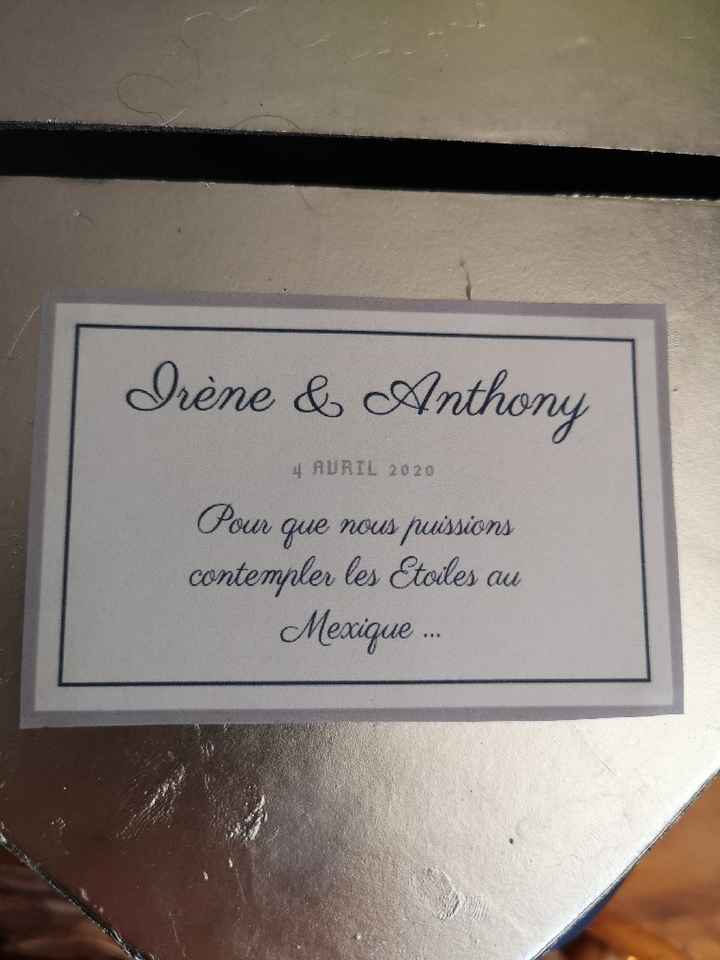 Irène & Anthony
4 AVRIL 2020
Pour que nous puissions
contempler les Etoiles au
Mexique ...